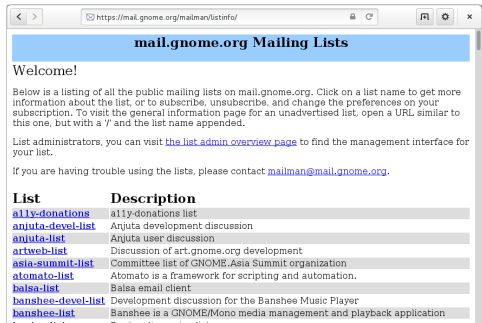 https://mail.gnome.org/mailman/listinfo/
mail.gnome.org Mailing Lists
Welcome!
Below is a listing of all the public mailing lists on mail.gnome.org. Click on a list name to get more
information about the list, or to subscribe, unsubscribe, and change the preferences on your
subscription. To visit the general information page for an unadvertised list, open a URL similar to
this one, but with a '/' and the list name appended.
List administrators, you can visit the list admin overview page to find the management interface for
your list.
If you are having trouble using the lists, please contact mailman@mail.gnome.org.
List Description
a11y-donations a11y-donations list
anjuta-devel-list Anjuta development discussion
anjuta-list Anjuta user discussion
artweb-list Discussion of art.gnome.org development
asia-summit-list Committee list of GNOME.Asia Summit organization
atomato-list Atomato is a framework for scripting and automation.
balsa-list Balsa email client
banshee-devel-list Development discussion for the Banshee Music Player
banshee-list Banshee is a GNOME/Mono media management and playback application